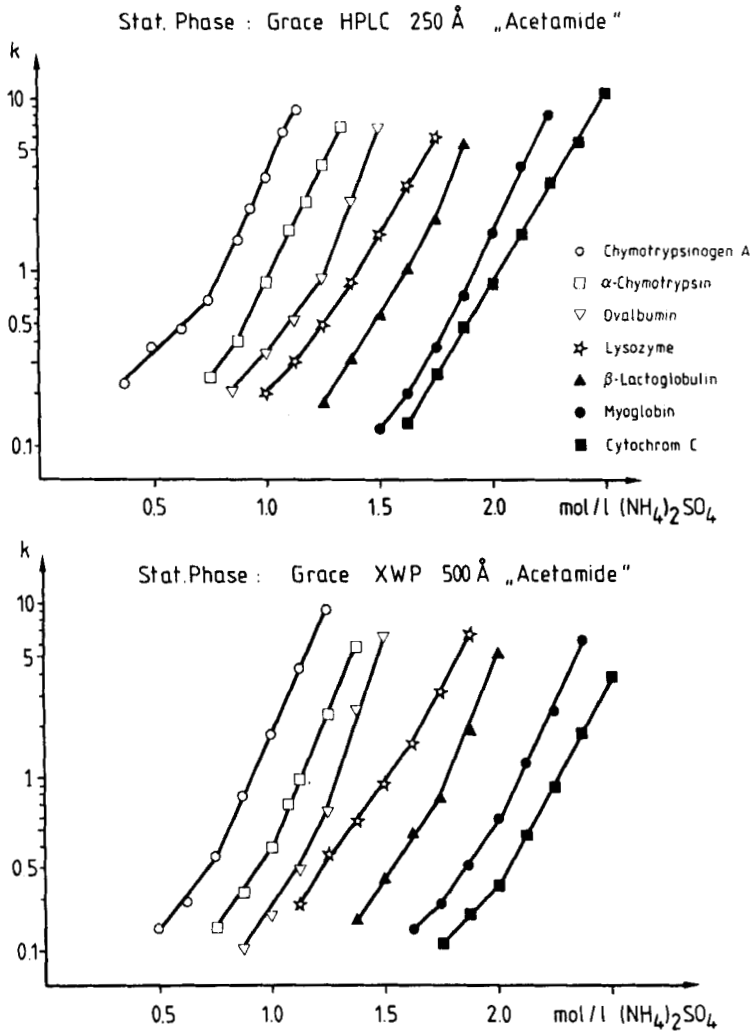 Stat. Phase : Grace HPLC 250 Å „Acetamide"
k
10
5
1
0.5
0.1
Chymotrypsinogen A
α-Chymotrypsin
Ovalbumin
Lysozyme
β-Lactoglobulin
Myoglobin
Cytochrom C
0.5 1.0 1.5 2.0 mol/l (NH₄)₂SO₄
k
Stat.Phase : Grace XWP 500 Å „Acetamide"
10
5
1
0.5
0.1
0.5 1.0 1.5 2.0 mol/l (NH₄)₂SO₄